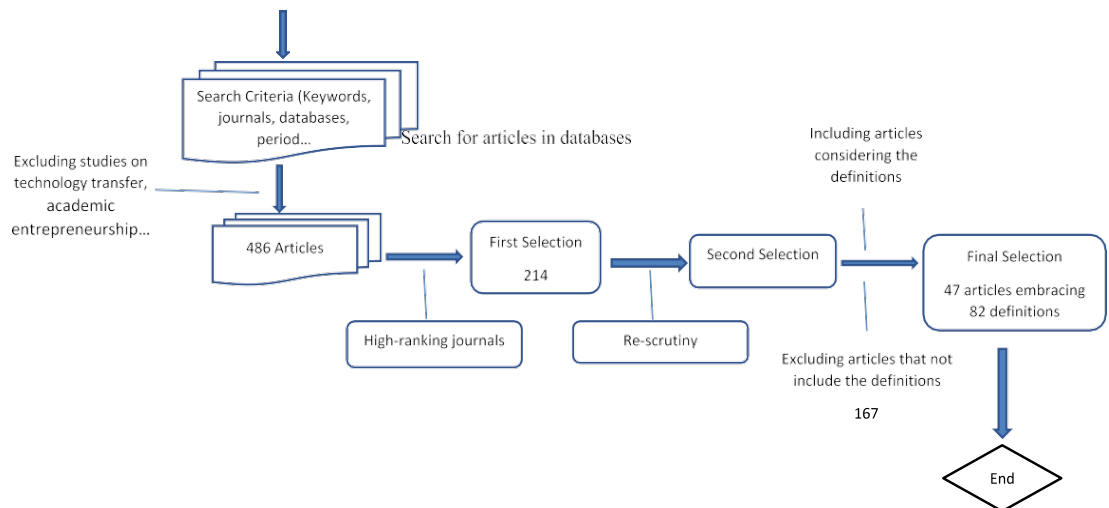 Search Criteria (Keywords,
journals, databases,
period…
Search for articles in databases
Excluding studies on
technology transfer,
academic
entrepreneurship…
486 Articles
First Selection
214
High-ranking journals
Second Selection
Re-scrutiny
Including articles
considering the
definitions
Excluding articles that not
include the definitions
167
Final Selection
47 articles embracing
82 definitions
End